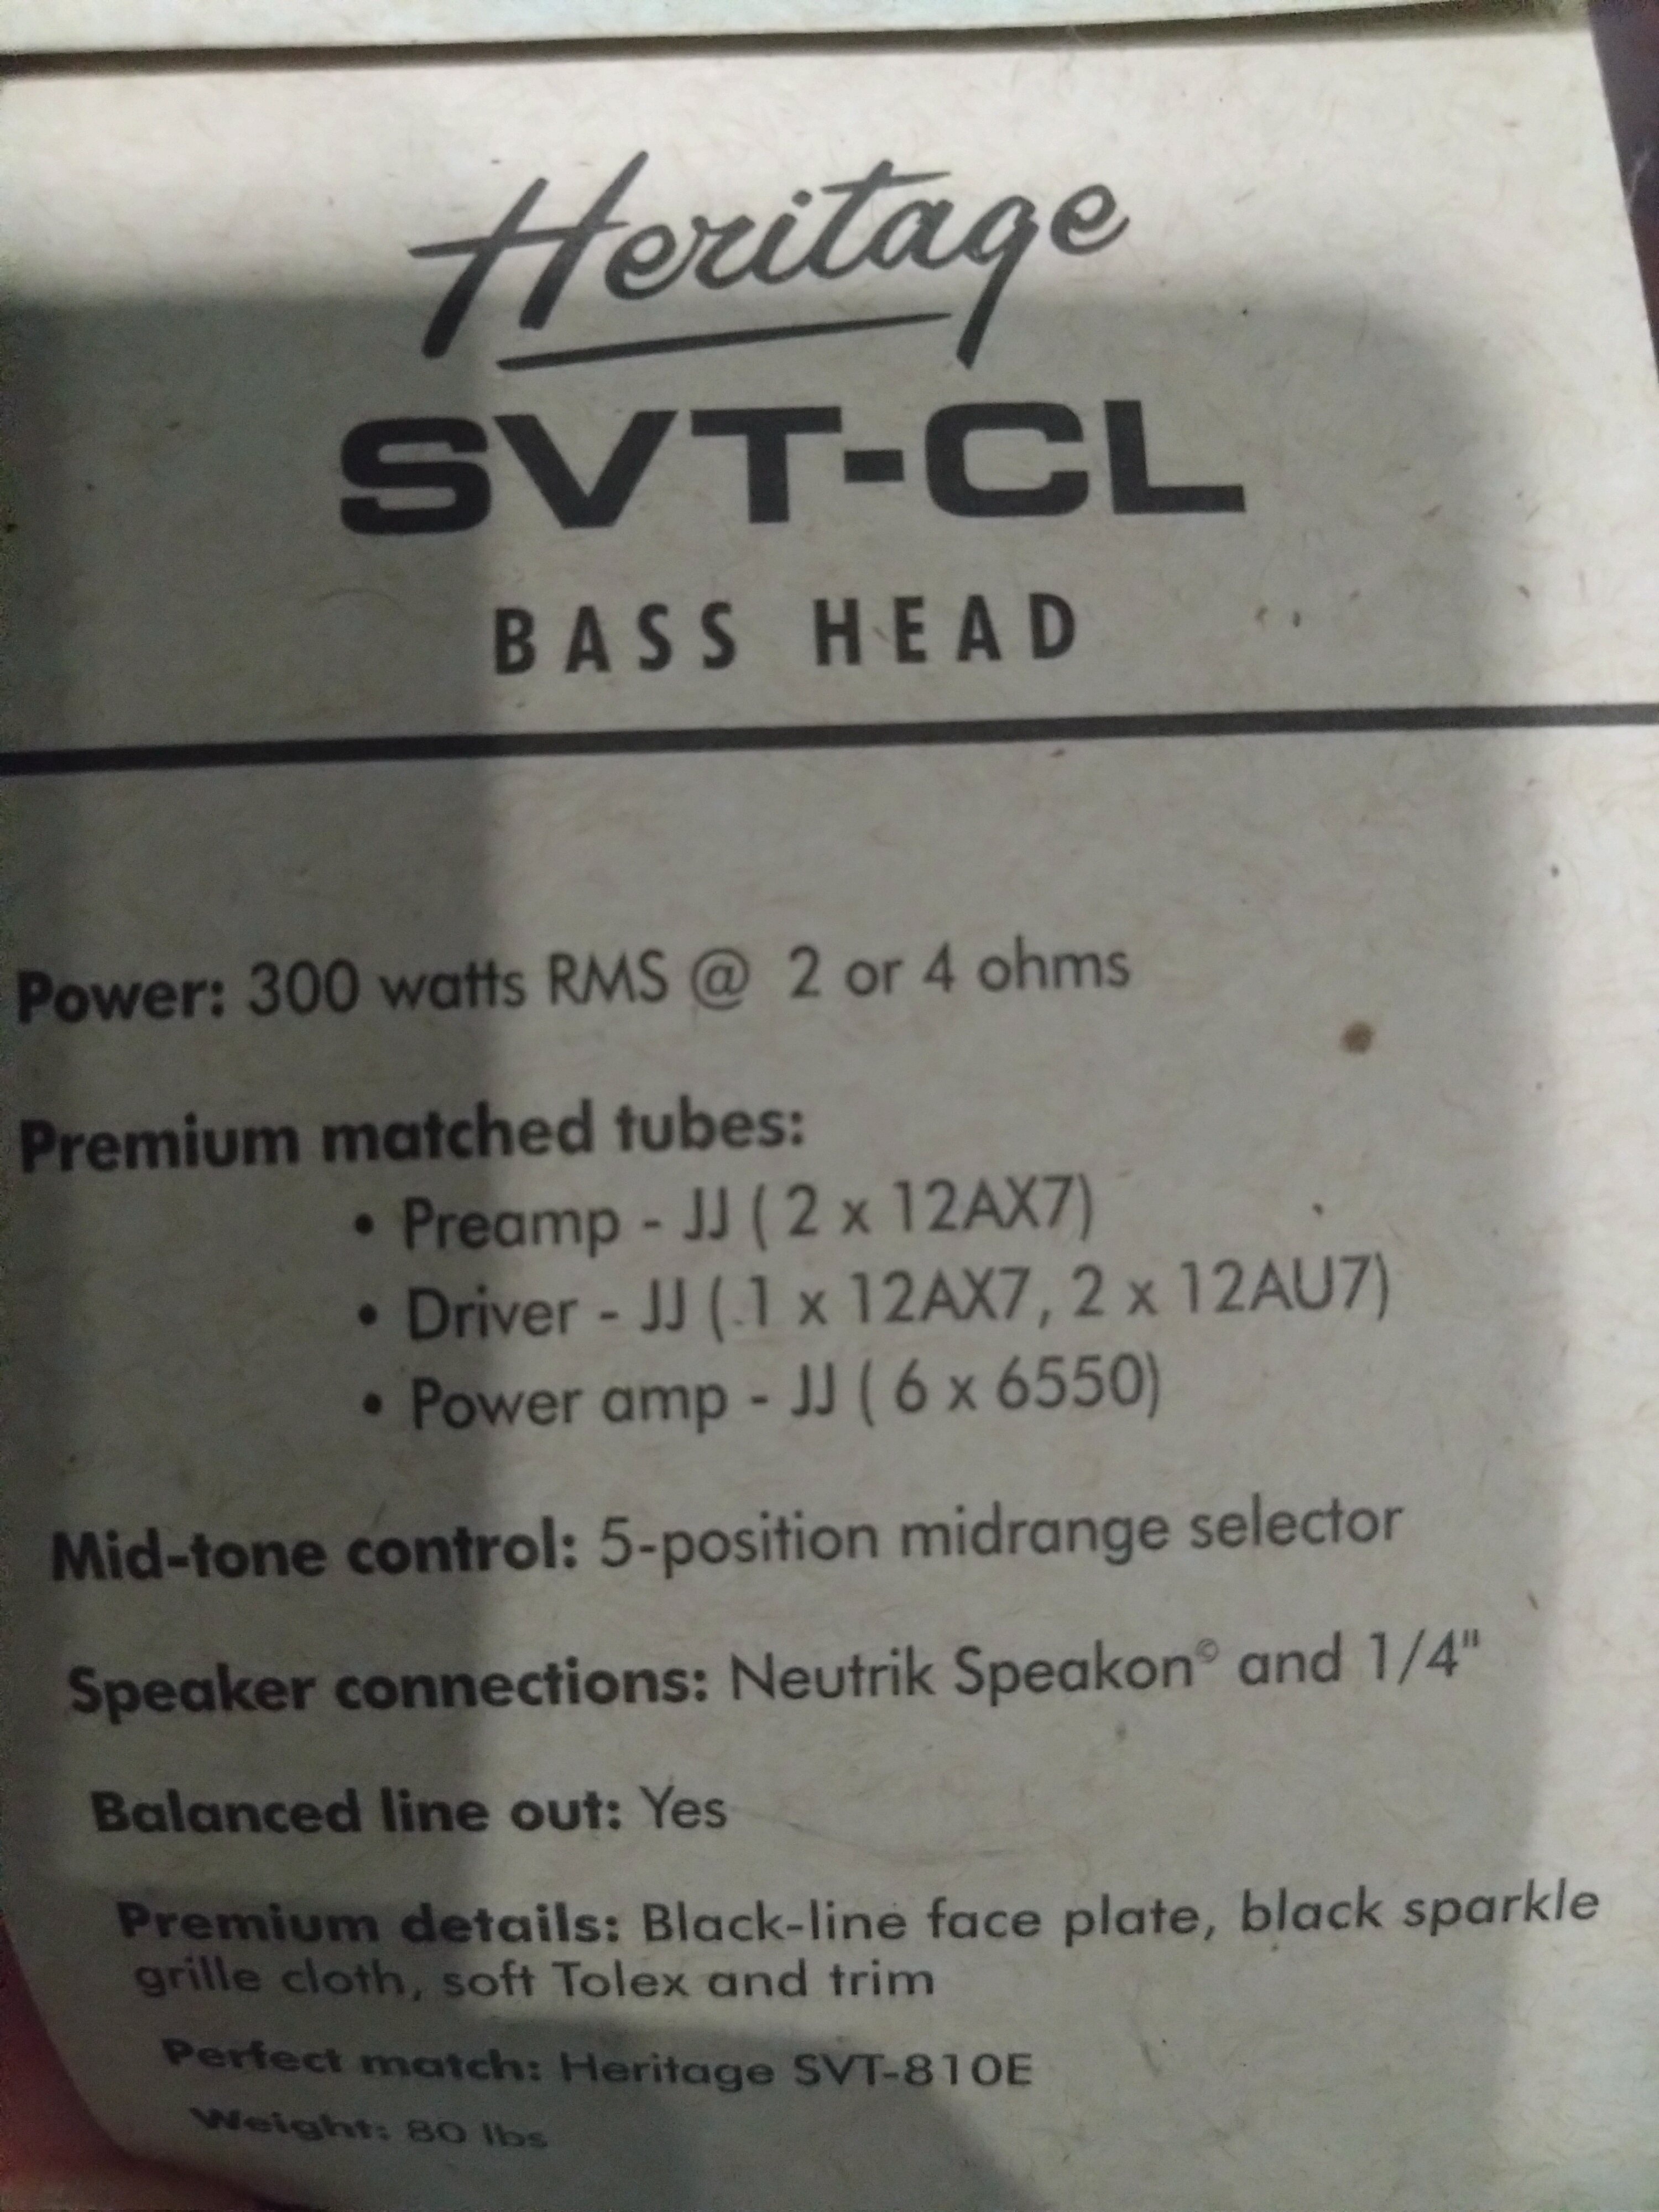 Heritage
SVT-CL
BASS HEAD
Power: 300 watts RMS @ 2 or 4 ohms
Premium matched tubes:
• Preamp - JJ ( 2 x 12AX7)
• Driver - JJ ( 1 x 12AX7, 2 x 12AU7)
• Power amp - JJ ( 6 x 6550)
Mid-tone control: 5-position midrange selector
Speaker connections: Neutrik Speakon© and 1/4"
Balanced line out: Yes
Premium details: Black-line face plate, black sparkle
grille cloth, soft Tolex and trim
Perfect match: Heritage SVT-810E
Weight: 80 lbs